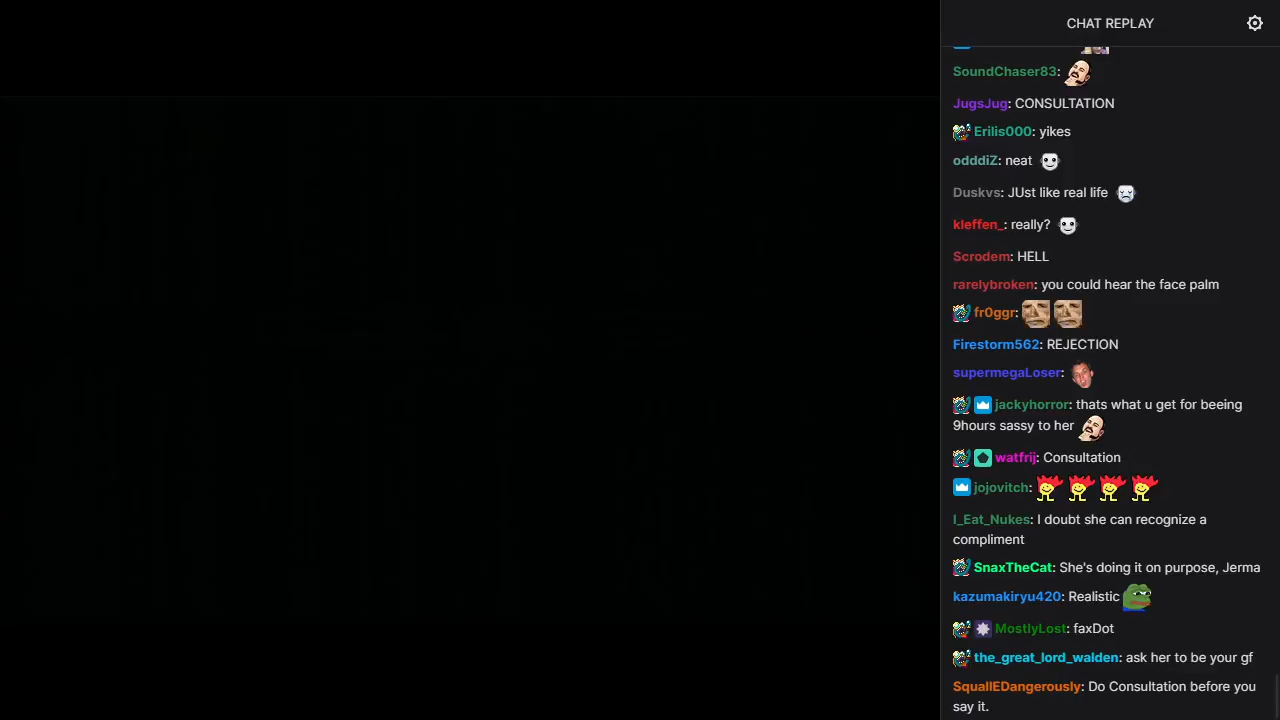 CHAT REPLAY
SoundChaser83:
JugsJug: CONSULTATION
Erilis000: yikes
odddiZ: neat
Duskvs: JUst like real life
kleffen_: really?
Scrodem: HELL
rarelybroken: you could hear the face palm
fr0ggr:
Firestorm562: REJECTION
supermegaLoser:
jackyhorror: thats what u get for beeing
9hours sassy to her
watfrij: Consultation
jojovitch:
I_Eat_Nukes: I doubt she can recognize a
compliment
SnaxTheCat: She's doing it on purpose, Jerma
kazumakiryu420: Realistic
MostlyLost: faxDot
the_great_lord_walden: ask her to be your gf
SquallEDangerously: Do Consultation before you
say it.